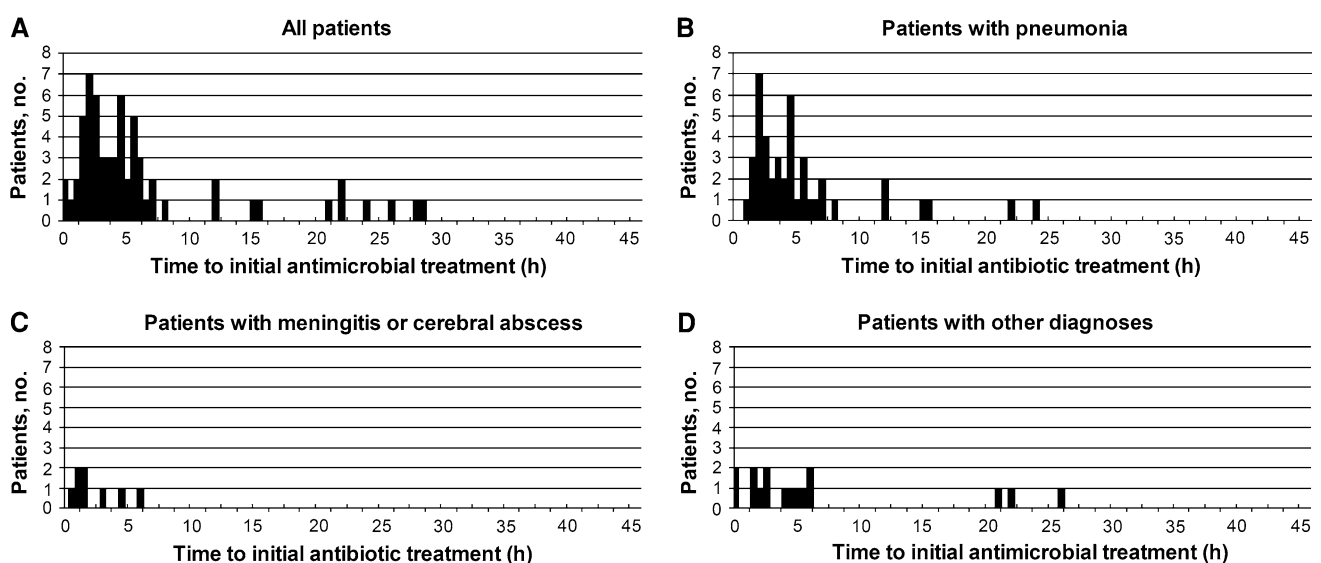 A
All patients
Patients, no.
8
7
6
5
4
3
2
1
0
0 5 10 15 20 25 30 35 40 45
Time to initial antimicrobial treatment (h)
B
Patients with pneumonia
Patients, no.
8
7
6
5
4
3
2
1
0
0 5 10 15 20 25 30 35 40 45
Time to initial antibiotic treatment (h)
C
Patients with meningitis or cerebral abscess
Patients, no.
8
7
6
5
4
3
2
1
0
0 5 10 15 20 25 30 35 40 45
Time to initial antibiotic treatment (h)
D
Patients with other diagnoses
Patients, no.
8
7
6
5
4
3
2
1
0
0 5 10 15 20 25 30 35 40 45
Time to initial antimicrobial treatment (h)